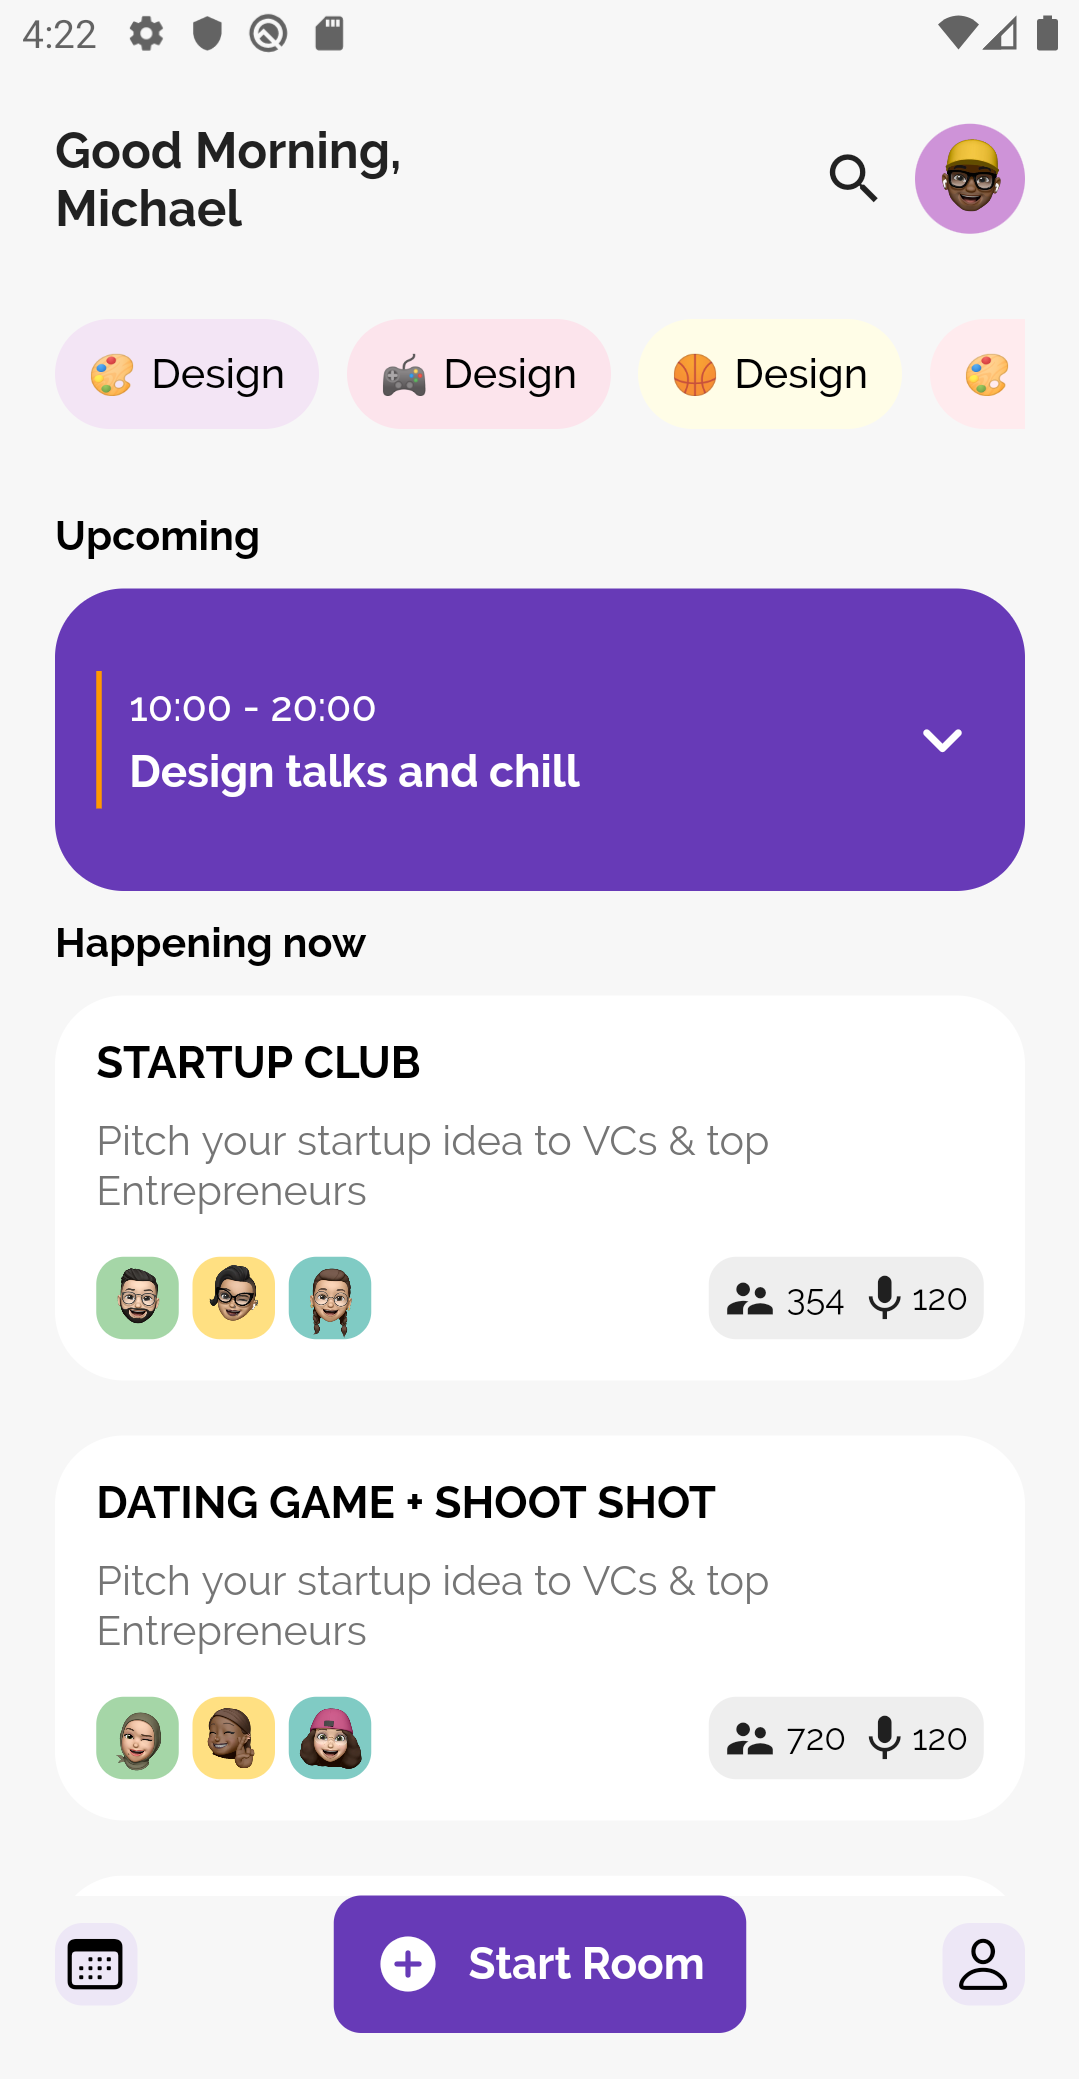 4:22
Good Morning,
Michael
Design
Design
Design
Upcoming
10:00 - 20:00
Design talks and chill
Happening now
STARTUP CLUB
Pitch your startup idea to VCs & top
Entrepreneurs
354 120
DATING GAME + SHOOT SHOT
Pitch your startup idea to VCs & top
Entrepreneurs
720 120
Start Room